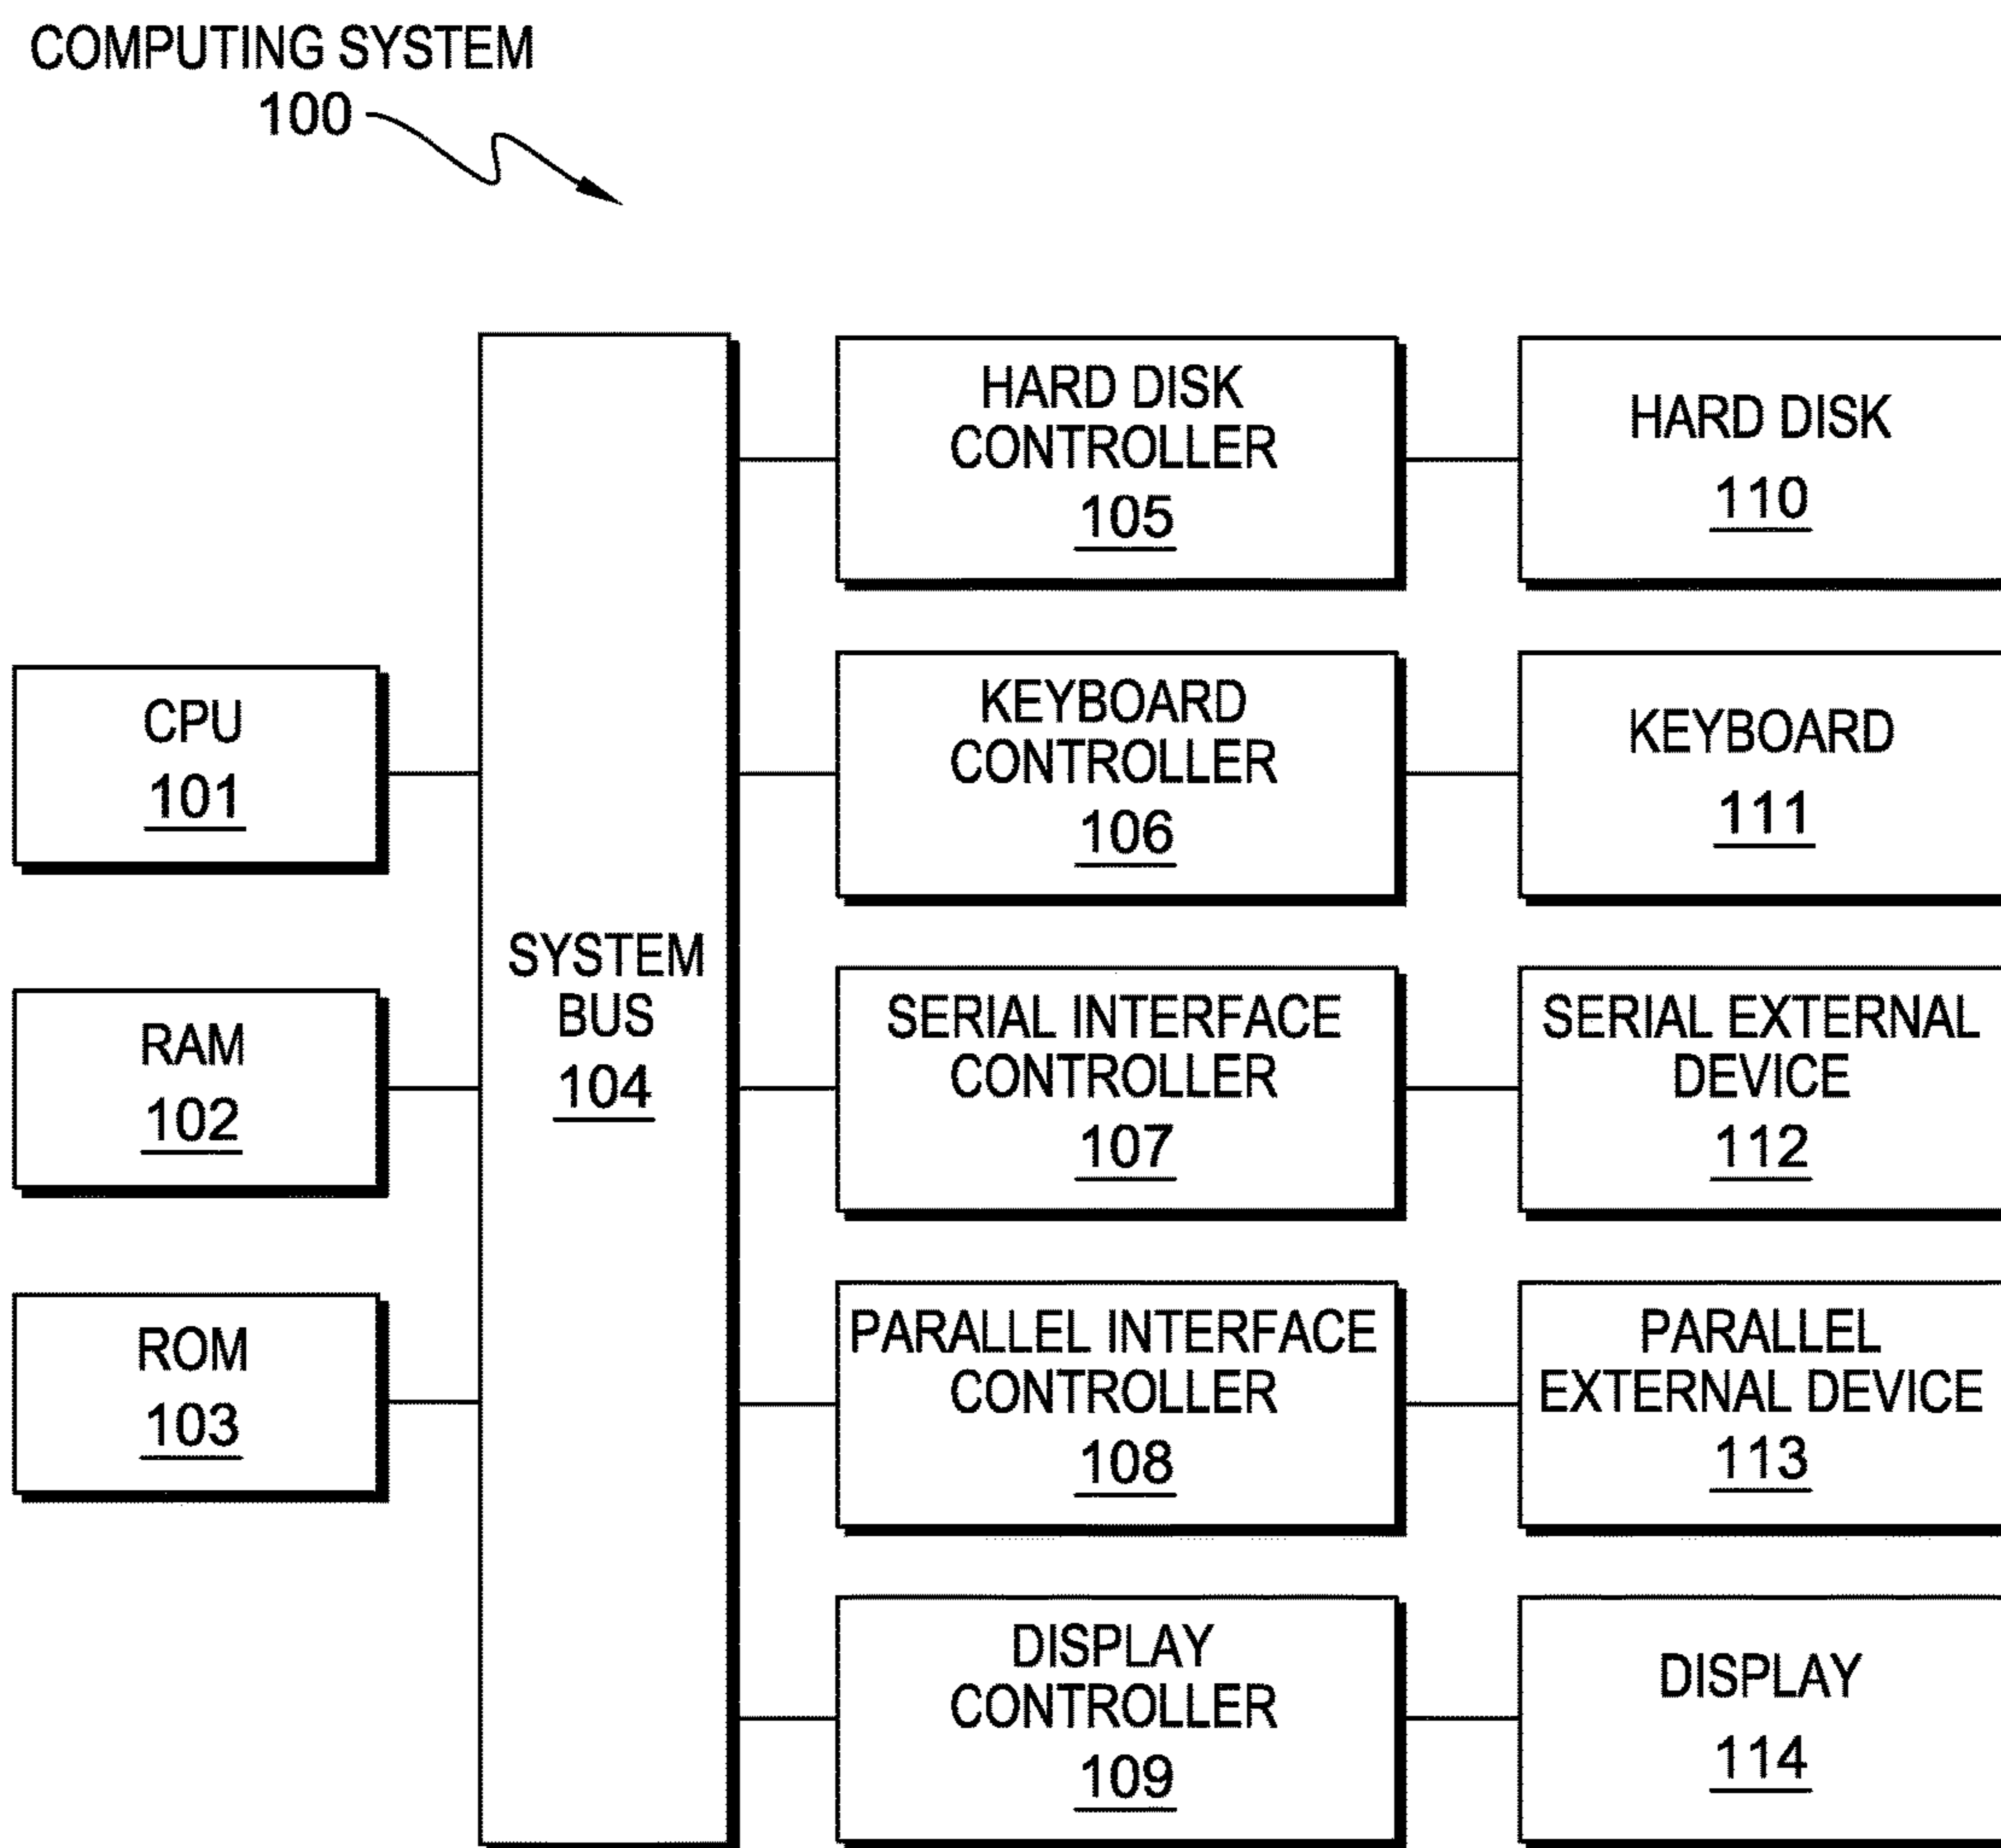 COMPUTING SYSTEM
100
CPU
101
RAM
102
ROM
103
SYSTEM
BUS
104
HARD DISK
CONTROLLER
105
KEYBOARD
CONTROLLER
106
SERIAL INTERFACE
CONTROLLER
107
PARALLEL INTERFACE
CONTROLLER
108
DISPLAY
CONTROLLER
109
HARD DISK
110
KEYBOARD
111
SERIAL EXTERNAL
DEVICE
112
PARALLEL
EXTERNAL DEVICE
113
DISPLAY
114